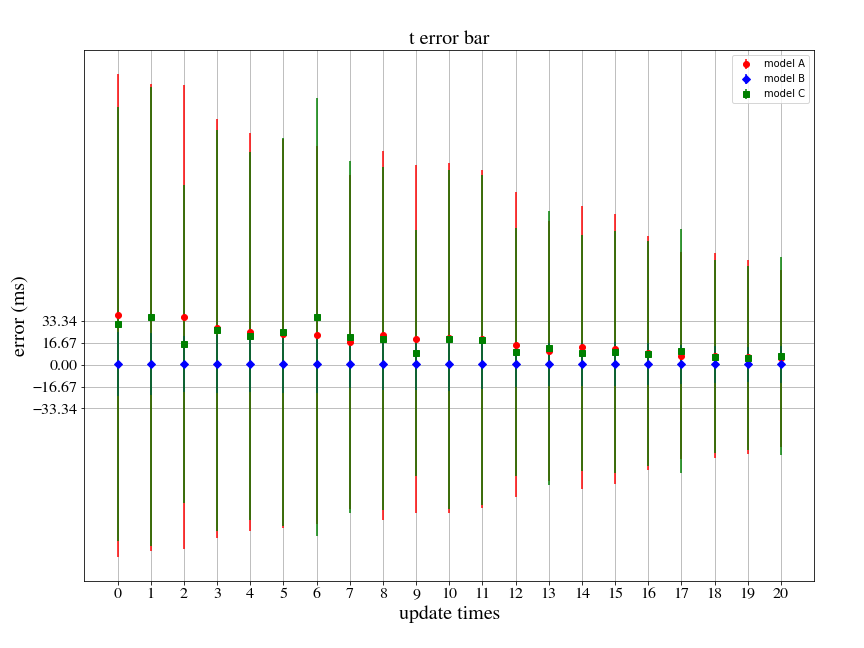 t error bar
model A
model B
model C
error (ms)
33.34
16.67
0.00
−16.67
−33.34
0 1 2 3 4 5 6 7 8 9 10 11 12 13 14 15 16 17 18 19 20
update times